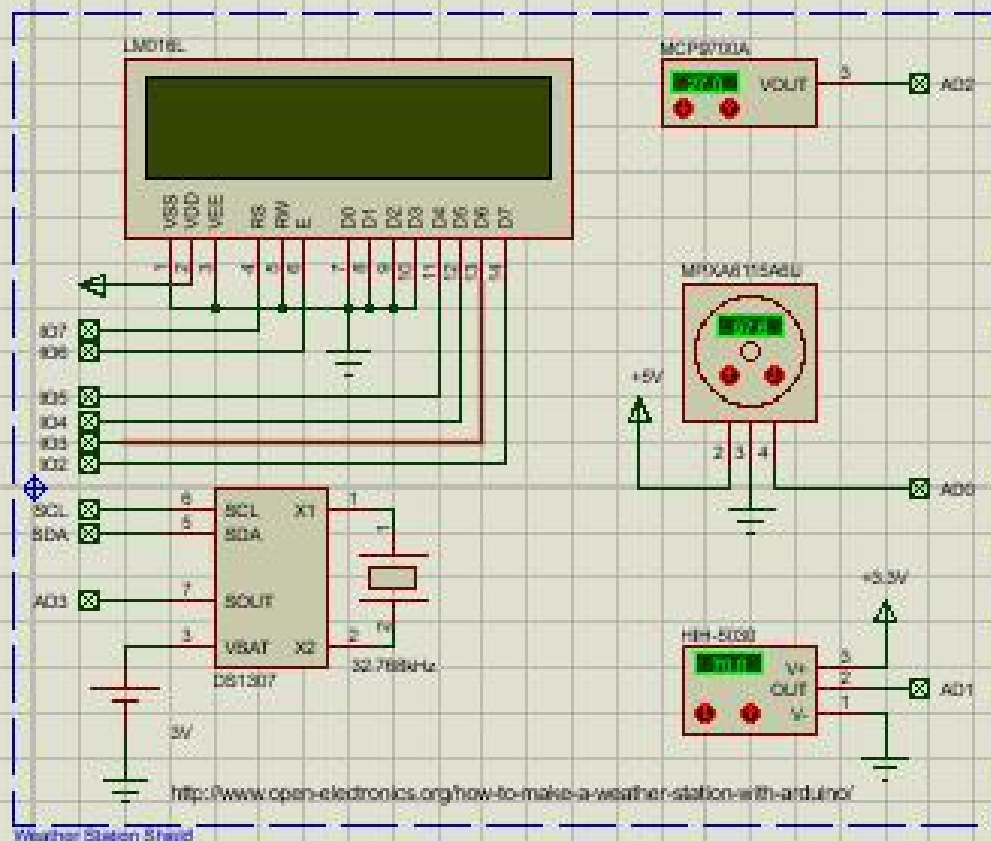 LM016L
VSS VDD VEE RS RW E D0 D1 D2 D3 D4 D5 D6 D7
1 2 3 4 5 6 7 8 9 10 11 12 13 14
IO7
IO6
IO5
IO4
IO3
IO2
SCL
SDA
AD3
6
5
7
3
SCL
SDA
SOUT
VBAT
X1
X2
1
2
1
2
32.768kHz
DS1307
3V
MCP9700A
VOUT
3
AD2
MPXA6115A6U
+5V
2 3 4
AD0
+3.3V
HIH-5030
V+
OUT
V-
3
2
1
AD1
http://www.open-electronics.org/how-to-make-a-weather-station-with-arduino/
Weather Station Shield